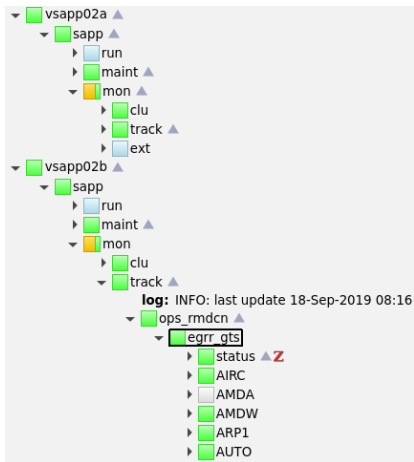 vsapp02a
sapp
run
maint
mon
clu
track
ext
vsapp02b
sapp
run
maint
mon
clu
track
log: INFO: last update 18-Sep-2019 08:16
ops_rmdcn
egrr_gts
status Z
AIRC
AMDA
AMDW
ARP1
AUTO